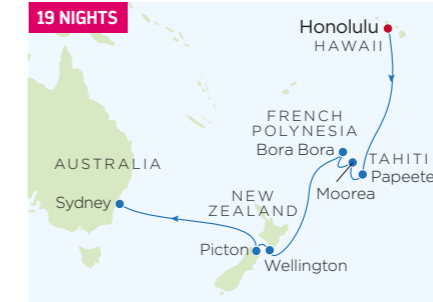 19 NIGHTS
Honolulu
HAWAII
FRENCH
POLYNESIA
Bora Bora
TAHITI
Papeete
Moorea
AUSTRALIA
Sydney
NEW
ZEALAND
Picton
Wellington